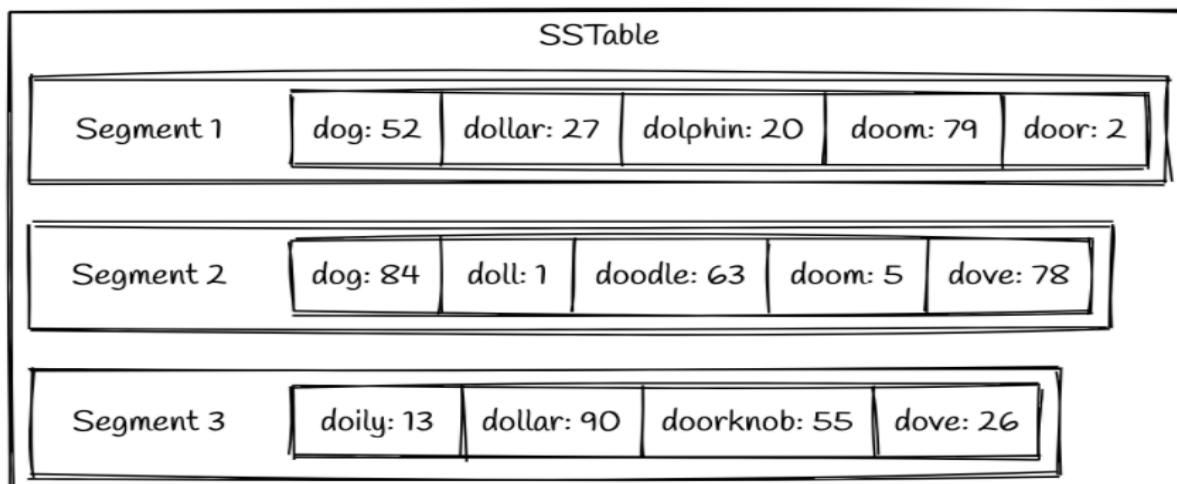 SSTable
Segment 1 dog: 52 dollar: 27 dolphin: 20 doom: 79 door: 2
Segment 2 dog: 84 doll: 1 doodle: 63 doom: 5 dove: 78
Segment 3 doily: 13 dollar: 90 doorknob: 55 dove: 26